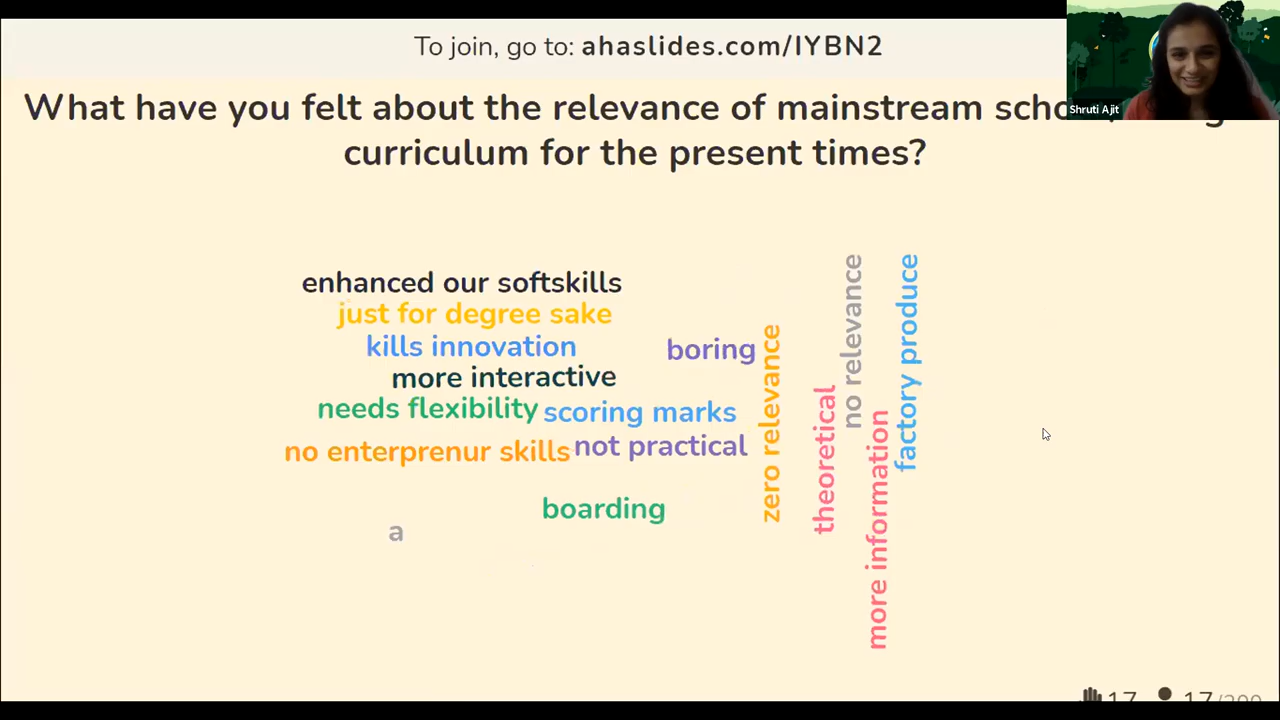 To join, go to: ahaslides.com/IYBN2
Shruti Ajit
What have you felt about the relevance of mainstream
curriculum for the present times?
enhanced our softskills
just for degree sake
kills innovation
more interactive
needs flexibility
scoring marks
no enterprenur skills
not practical
boring
boarding
a
zero relevance
theoretical
no relevance
more information
factory produce
17
17/200